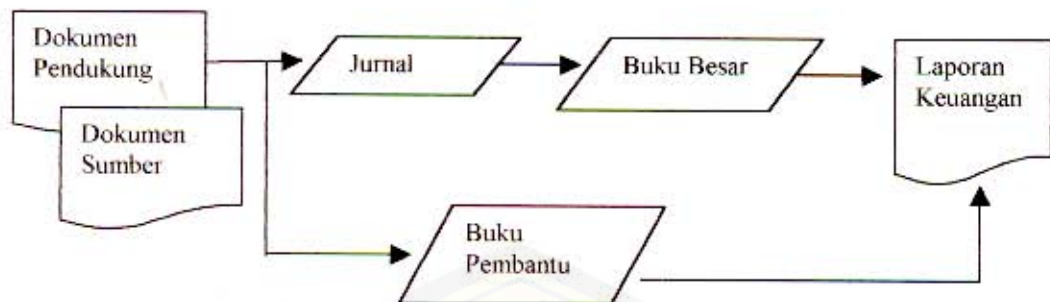 Dokumen
Pendukung
Dokumen
Sumber
Jurnal
Buku Besar
Laporan
Keuangan
Buku
Pembantu